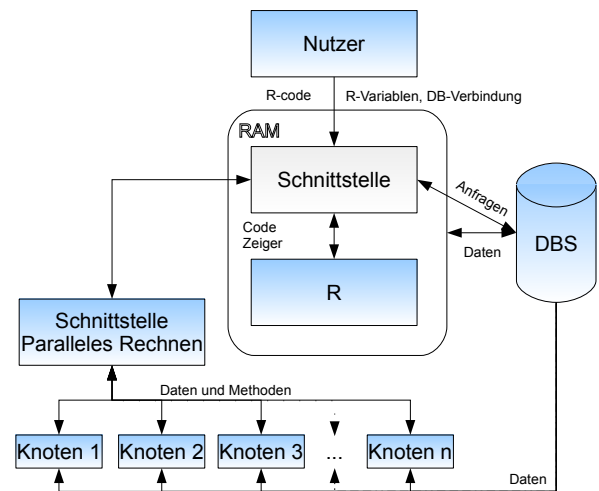 Nutzer
R-code
R-Variablen, DB-Verbindung
RAM
Schnittstelle
Anfragen
DBS
Code
Zeiger
Daten
R
Schnittstelle
Paralleles Rechnen
Daten und Methoden
Knoten 1
Knoten 2
Knoten 3
...
Knoten n
Daten